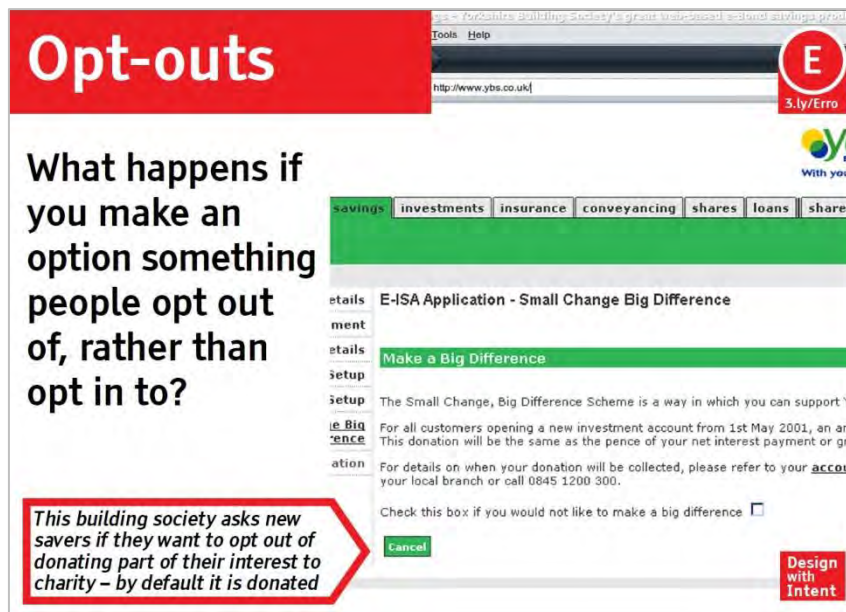 Opt-outs
Tools Help
http://www.ybs.co.uk/
E
3.ly/Erro
What happens if
you make an
option something
people opt out
of, rather than
opt in to?
With you
savings investments insurance conveyancing shares loans share
etails
ment
etails
Setup
Setup
e Big
ence
ation
E-ISA Application - Small Change Big Difference
Make a Big Difference
The Small Change, Big Difference Scheme is a way in which you can support
For all customers opening a new investment account from 1st May 2001, an
This donation will be the same as the pence of your net interest payment or
For details on when your donation will be collected, please refer to your accou
your local branch or call 0845 1200 300.
Check this box if you would not like to make a big difference
Cancel
This building society asks new
savers if they want to opt out of
donating part of their interest to
charity – by default it is donated
Design
with
Intent